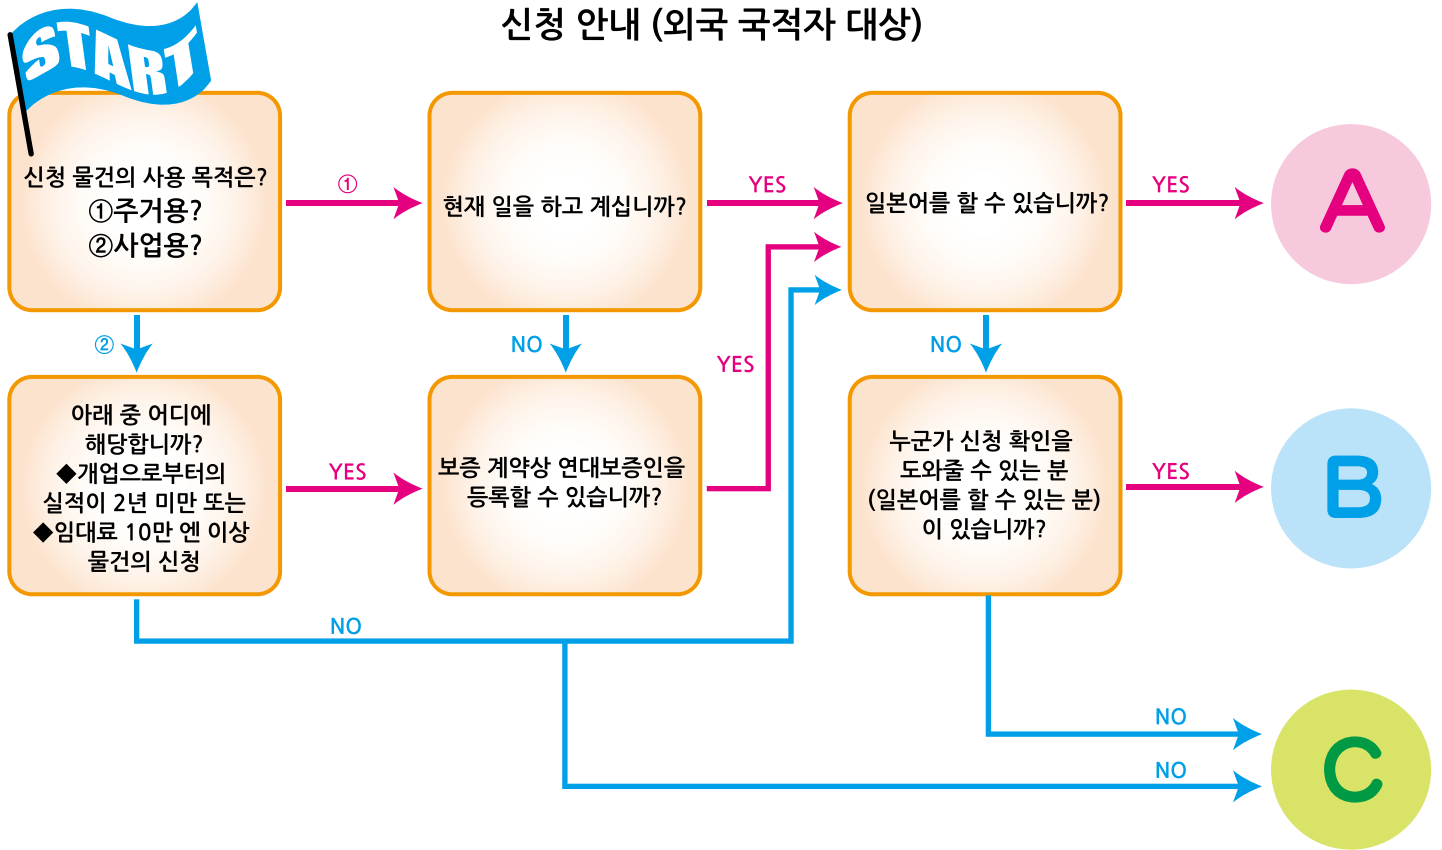 신청 안내 (외국 국적자 대상)
START
신청 물건의 사용 목적은?
①주거용?
②사업용?
①
현재 일을 하고 계십니까?
YES
일본어를 할 수 있습니까?
YES
A
②
NO
YES
NO
아래 중 어디에
해당합니까?
◆개업으로부터의
실적이 2년 미만 또는
◆임대료 10만 엔 이상
물건의 신청
YES
보증 계약상 연대보증인을
등록할 수 있습니까?
누군가 신청 확인을
도와줄 수 있는 분
(일본어를 할 수 있는 분)
이 있습니까?
YES
B
NO
NO
NO
C